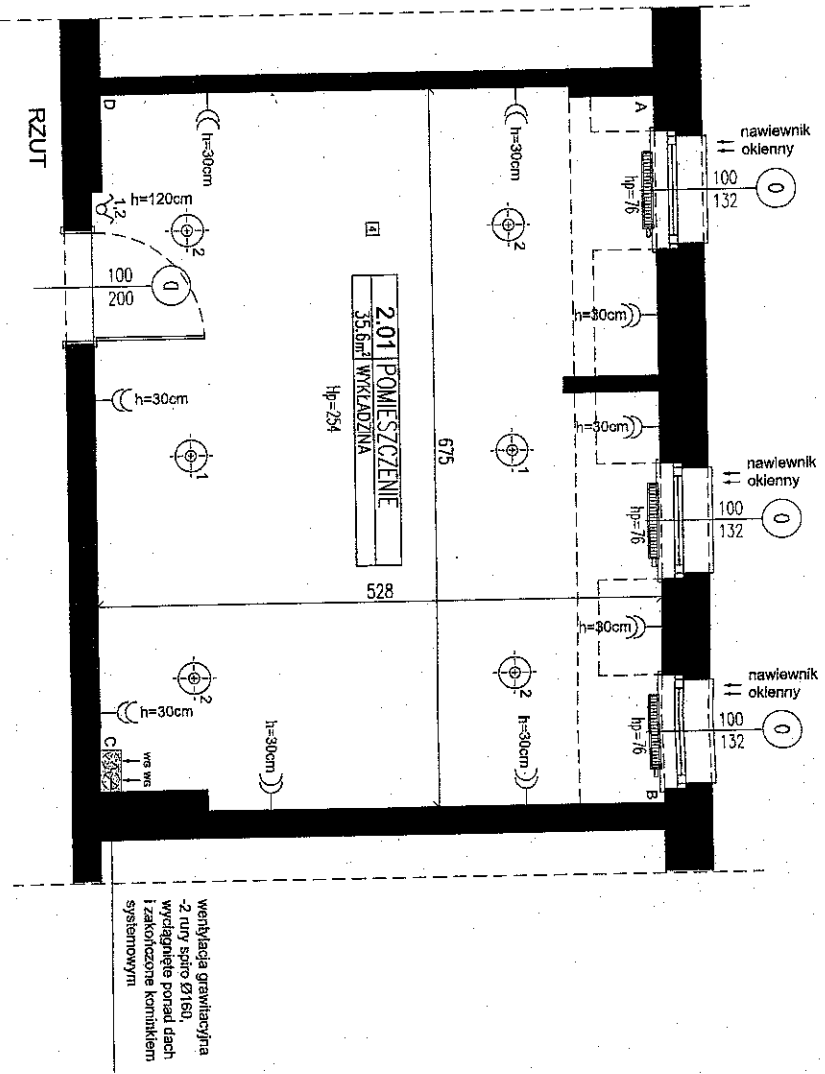 RZUT
A
B
C
D
nawiewnik
okienny
100
132
O
hp=76
nawiewnik
okienny
100
132
O
hp=76
nawiewnik
okienny
100
132
O
hp=76
h=30cm
h=30cm
h=30cm
h=30cm
h=30cm
h=120cm
1,2
2
2
4
100
200
D
2.01 POMIESZCZENIE
35.6m² WYKŁADZINA
Hp=254
675
528
h=30cm
1
1
2
2
h=30cm
h=30cm
h=30cm
wg wg
wentylacja grawitacyjna
-2 rury spiro Ø160,
wyciągnięte ponad dach
i zakończone kominkiem
systemowym